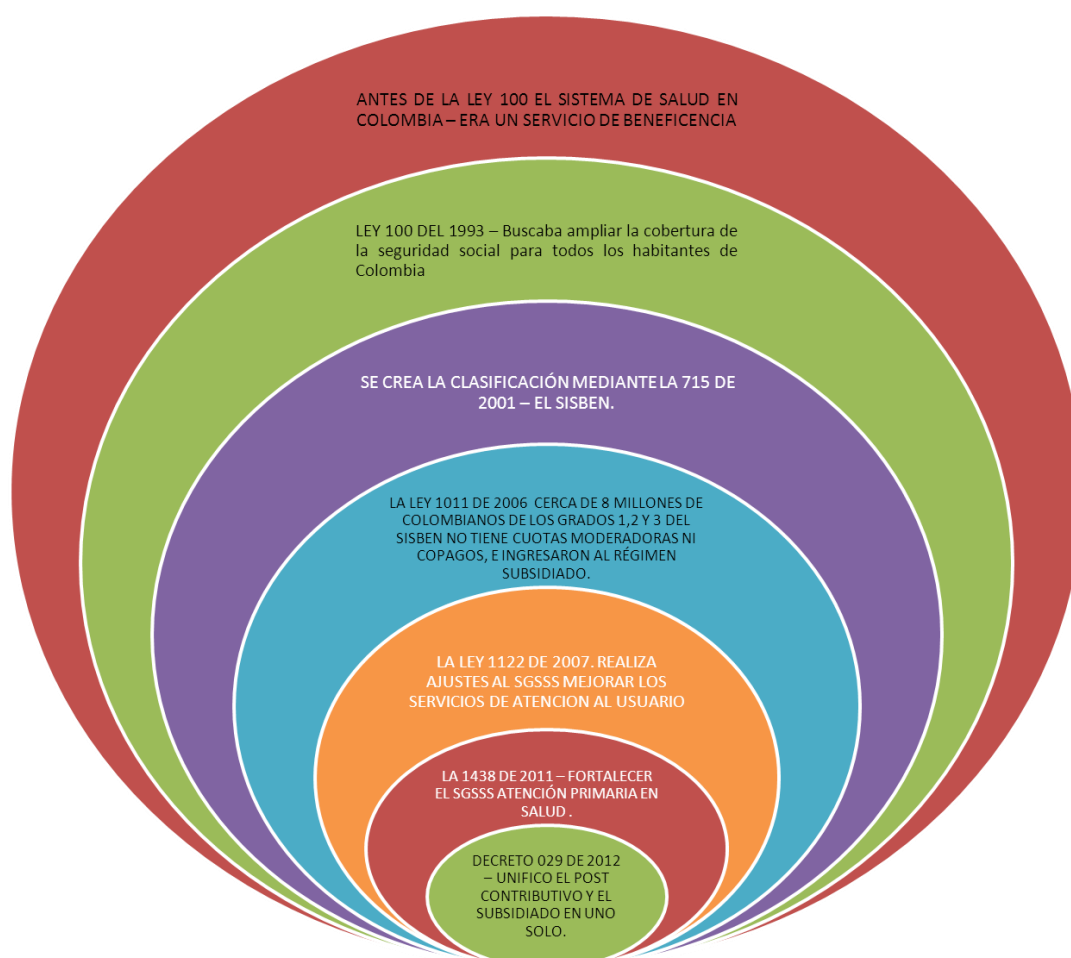 ANTES DE LA LEY 100 EL SISTEMA DE SALUD EN
COLOMBIA – ERA UN SERVICIO DE BENEFICENCIA
LEY 100 DEL 1993 – Buscaba ampliar la cobertura de
la seguridad social para todos los habitantes de
Colombia
SE CREA LA CLASIFICACIÓN MEDIANTE LA 715 DE
2001 – EL SISBEN.
LA LEY 1011 DE 2006 CERCA DE 8 MILLONES DE
COLOMBIANOS DE LOS GRADOS 1,2 Y 3 DEL
SISBEN NO TIENE CUOTAS MODERADORAS NI
COPAGOS, E INGRESARON AL RÉGIMEN
SUBSIDIADO.
LA LEY 1122 DE 2007. REALIZA
AJUSTES AL SGSSS MEJORAR LOS
SERVICIOS DE ATENCION AL USUARIO
LA 1438 DE 2011 – FORTALECER
EL SGSSS ATENCIÓN PRIMARIA EN
SALUD .
DECRETO 029 DE 2012
– UNIFICO EL POST
CONTRIBUTIVO Y EL
SUBSIDIADO EN UNO
SOLO.